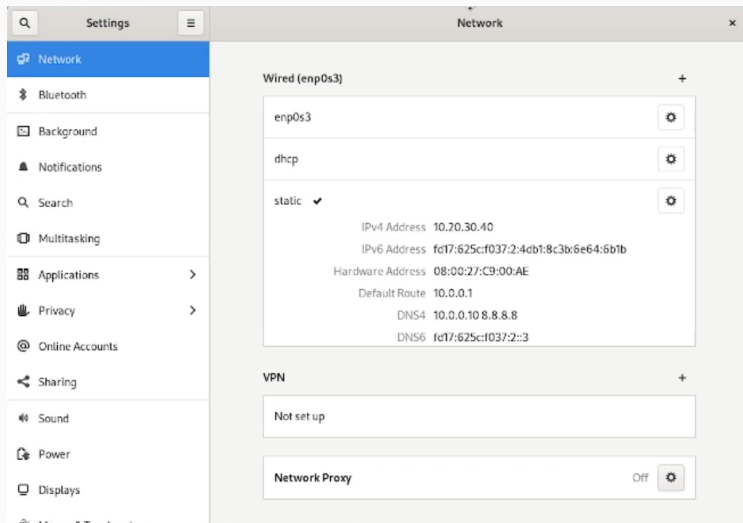 Settings
Network
Network
Bluetooth
Background
Notifications
Search
Multitasking
Applications
Privacy
Online Accounts
Sharing
Sound
Power
Displays
Wired (enp0s3)
enp0s3
dhcp
static
IPv4 Address 10.20.30.40
IPv6 Address fd17:625c:f037:2:4db1:8c3b:6e64:6b1b
Hardware Address 08:00:27:C9:00:AE
Default Route 10.0.0.1
DNS4 10.0.0.10 8.8.8.8
DNS6 fd17:625c:f037:2::3
VPN
Not set up
Network Proxy Off